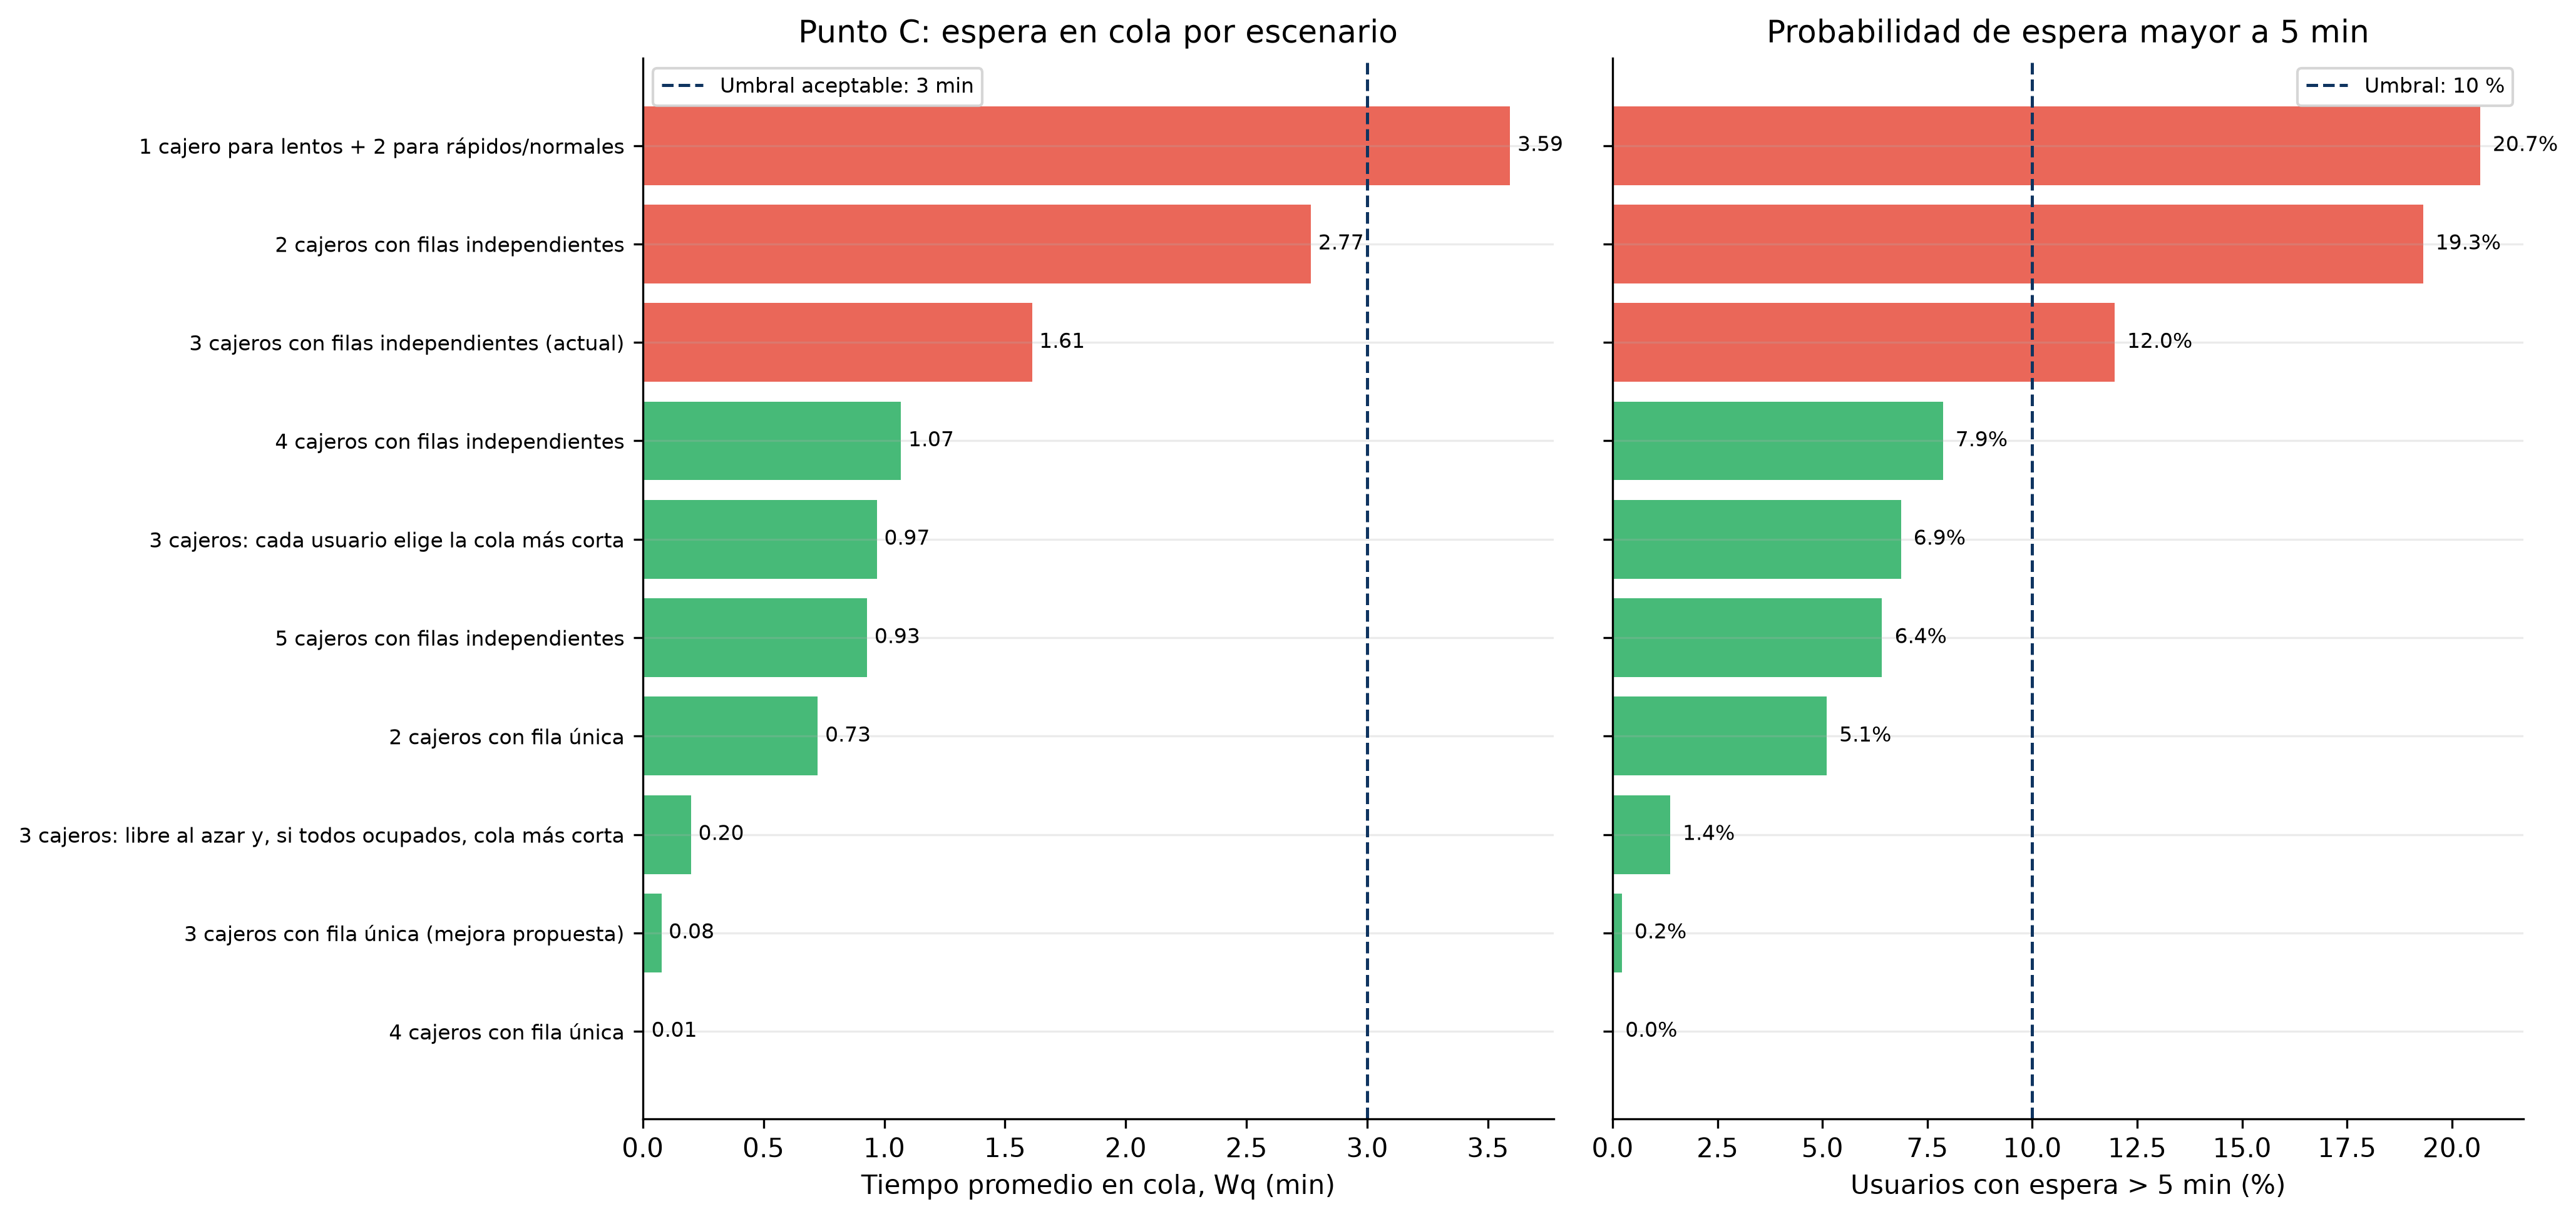 Punto C: espera en cola por escenario
Umbral aceptable: 3 min
1 cajero para lentos + 2 para rápidos/normales
3.59
2 cajeros con filas independientes
2.77
3 cajeros con filas independientes (actual)
1.61
4 cajeros con filas independientes
1.07
3 cajeros: cada usuario elige la cola más corta
0.97
5 cajeros con filas independientes
0.93
2 cajeros con fila única
0.73
3 cajeros: libre al azar y, si todos ocupados, cola más corta
0.20
3 cajeros con fila única (mejora propuesta)
0.08
4 cajeros con fila única
0.01
0.0 0.5 1.0 1.5 2.0 2.5 3.0 3.5
Tiempo promedio en cola, Wq (min)
Probabilidad de espera mayor a 5 min
Umbral: 10 %
20.7%
19.3%
12.0%
7.9%
6.9%
6.4%
5.1%
1.4%
0.2%
0.0%
0.0 2.5 5.0 7.5 10.0 12.5 15.0 17.5 20.0
Usuarios con espera > 5 min (%)